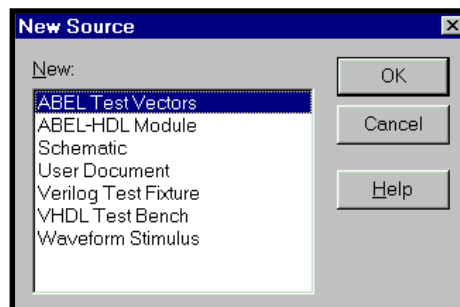 New Source
New:
ABEL Test Vectors
ABEL-HDL Module
Schematic
User Document
Verilog Test Fixture
VHDL Test Bench
Waveform Stimulus
OK
Cancel
Help